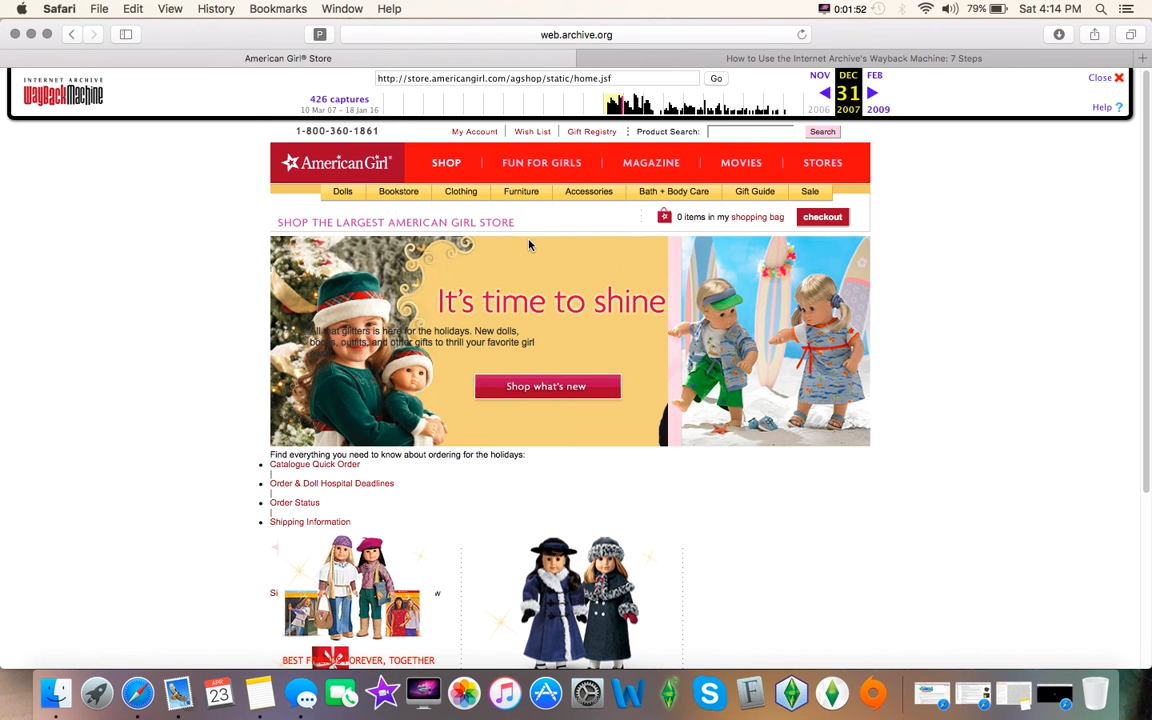 Safari File Edit View History Bookmarks Window Help 0:01:52 79% Sat 4:14 PM
P web.archive.org
American Girl® Store How to Use the Internet Archive's Wayback Machine: 7 Steps
INTERNET ARCHIVE
WayBackMachine
http://store.americangirl.com/agshop/static/home.jsf Go
426 captures
10 Mar 07 - 18 Jan 16
NOV DEC FEB
31
2006 2007 2009
Close
Help ?
1-800-360-1861 My Account Wish List Gift Registry Product Search: Search
American Girl® SHOP FUN FOR GIRLS MAGAZINE MOVIES STORES
Dolls Bookstore Clothing Furniture Accessories Bath + Body Care Gift Guide Sale
SHOP THE LARGEST AMERICAN GIRL STORE 0 items in my shopping bag checkout
It's time to shine
All that glitters is here for the holidays. New dolls,
books, outfits, and other gifts to thrill your favorite girl
Shop what's new
Find everything you need to know about ordering for the holidays:
Catalogue Quick Order
|
Order & Doll Hospital Deadlines
|
Order Status
|
Shipping Information
Si w
BEST FOREVER, TOGETHER
APR
23
W S F